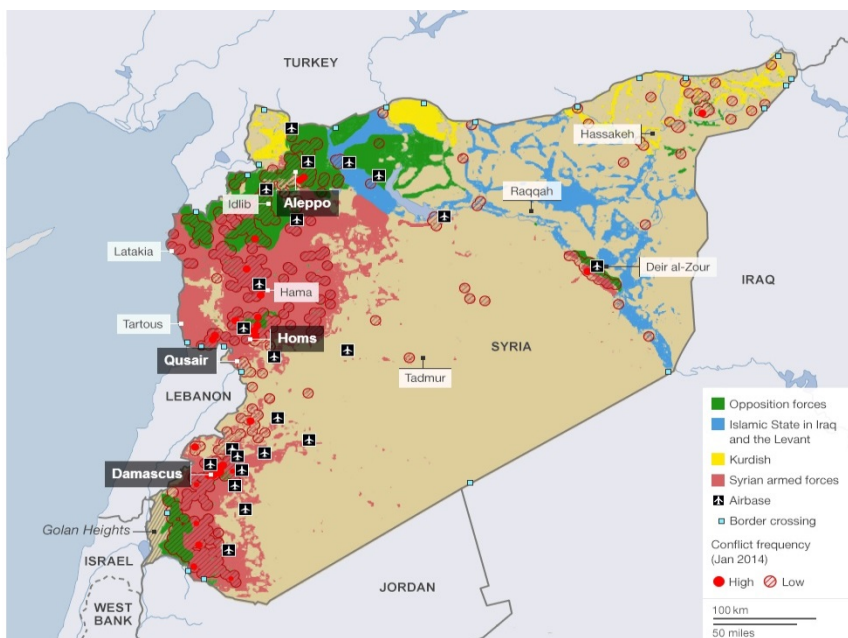 TURKEY
Hassakeh
Idlib
Aleppo
Raqqah
Latakia
Deir al-Zour
IRAQ
Hama
Tartous
Homs
SYRIA
Qusair
Tadmur
LEBANON
Damascus
Golan Heights
ISRAEL
JORDAN
WEST
BANK
Opposition forces
Islamic State in Iraq
and the Levant
Kurdish
Syrian armed forces
Airbase
Border crossing
Conflict frequency
(Jan 2014)
High
Low
100 km
50 miles